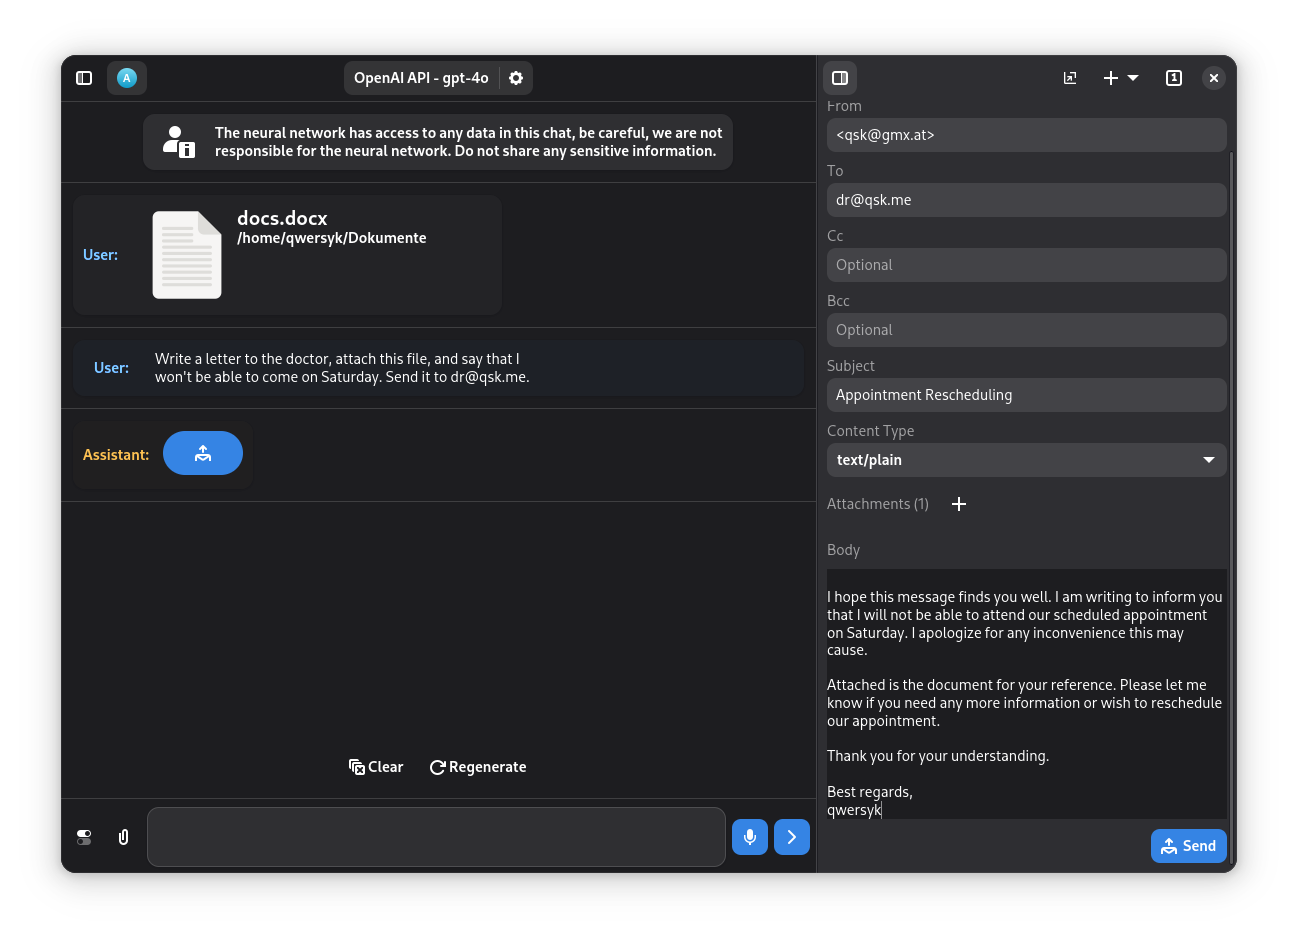 A
OpenAI API - gpt-4o
The neural network has access to any data in this chat, be careful, we are not
responsible for the neural network. Do not share any sensitive information.
User:
docs.docx
/home/qwersyk/Dokumente
User:
Write a letter to the doctor, attach this file, and say that I
won't be able to come on Saturday. Send it to dr@qsk.me.
Assistant:
Clear
Regenerate
1
From
<qsk@gmx.at>
To
dr@qsk.me
Cc
Optional
Bcc
Optional
Subject
Appointment Rescheduling
Content Type
text/plain
Attachments (1)
Body
I hope this message finds you well. I am writing to inform you
that I will not be able to attend our scheduled appointment
on Saturday. I apologize for any inconvenience this may
cause.
Attached is the document for your reference. Please let me
know if you need any more information or wish to reschedule
our appointment.
Thank you for your understanding.
Best regards,
qwersyk
Send